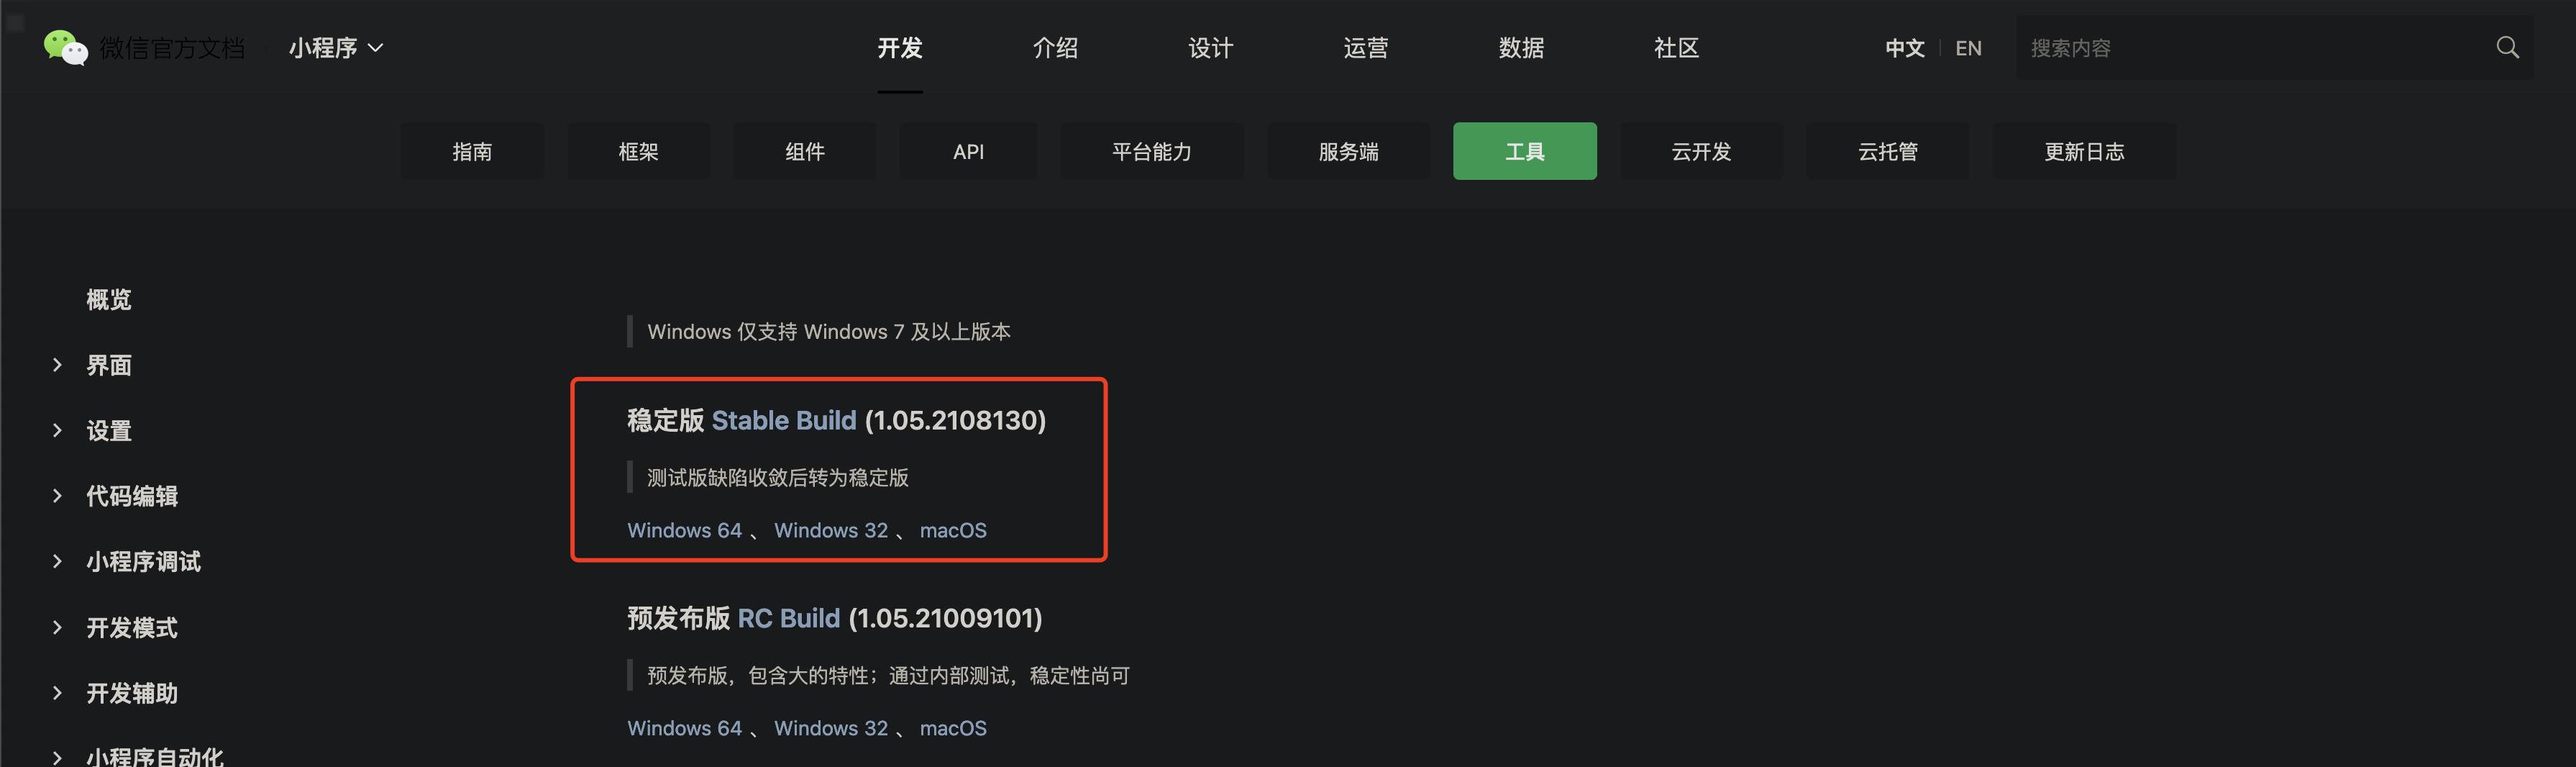 微信官方文档 小程序 开发 介绍 设计 运营 数据 社区 中文 EN 搜索内容
指南 框架 组件 API 平台能力 服务端 工具 云开发 云托管 更新日志
概览
界面
设置
代码编辑
小程序调试
开发模式
开发辅助
小程序自动化
Windows 仅支持 Windows 7 及以上版本
稳定版 Stable Build (1.05.2108130)
测试版缺陷收敛后转为稳定版
Windows 64 、 Windows 32 、 macOS
预发布版 RC Build (1.05.21009101)
预发布版，包含大的特性；通过内部测试，稳定性尚可
Windows 64 、 Windows 32 、 macOS